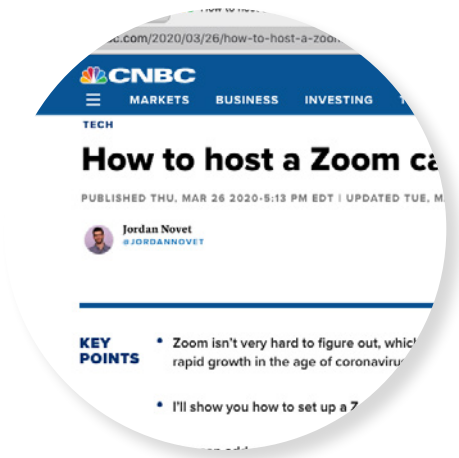 c.com/2020/03/26/how-to-host-a-zoo
CNBC
MARKETS BUSINESS INVESTING
TECH
How to host a Zoom ca
PUBLISHED THU, MAR 26 2020-5:13 PM EDT | UPDATED TUE, M
Jordan Novet
@JORDANNOVET
KEY POINTS
• Zoom isn't very hard to figure out, whic
rapid growth in the age of coronaviru
• I'll show you how to set up a Z